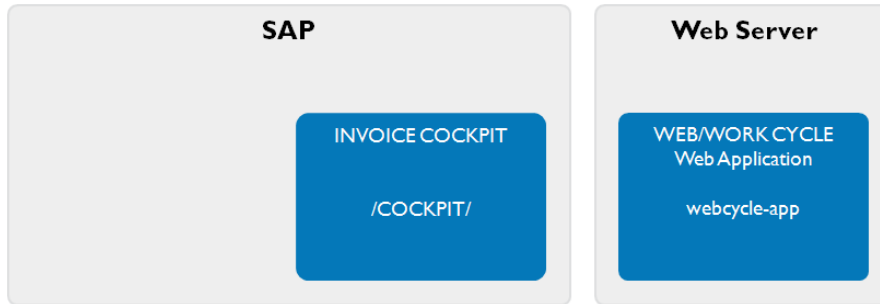 SAP
INVOICE COCKPIT
/COCKPIT/
Web Server
WEB/WORK CYCLE
Web Application
webcycle-app